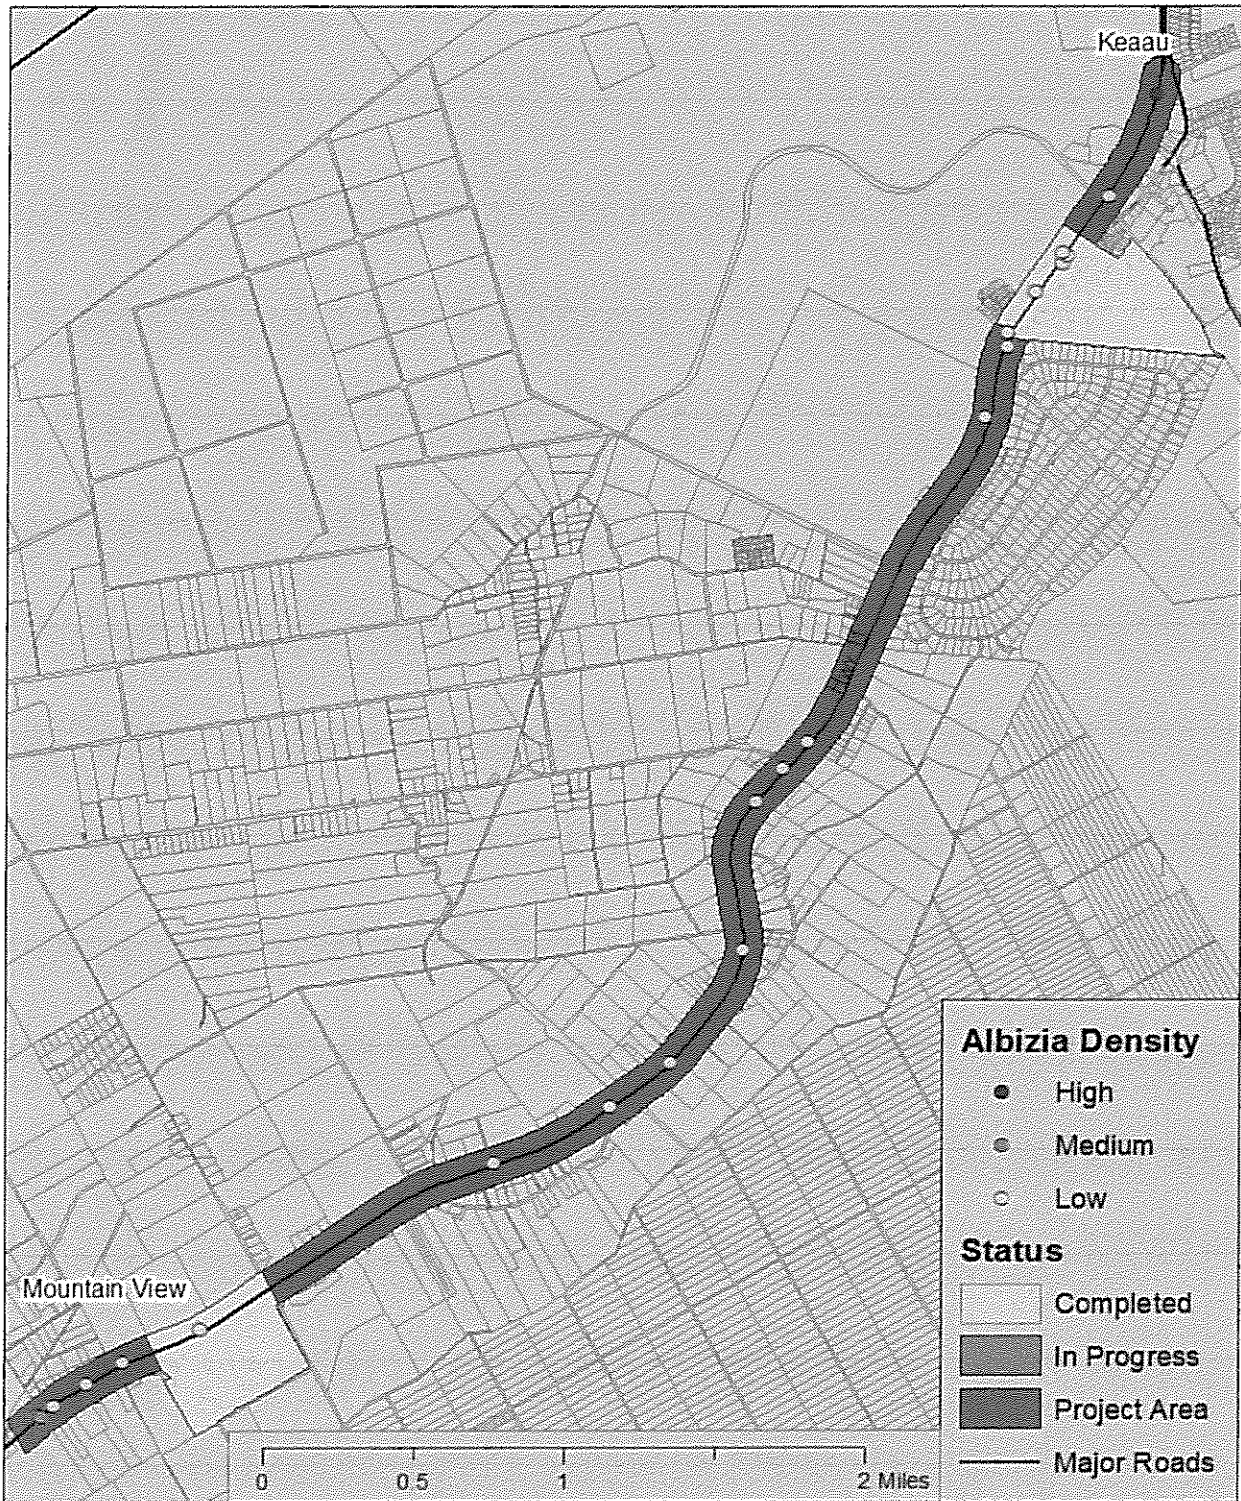 Keaau
Albizia Density
High
Medium
Low
Status
Completed
In Progress
Project Area
Major Roads
Mountain View
0 0.5 1 2 Miles